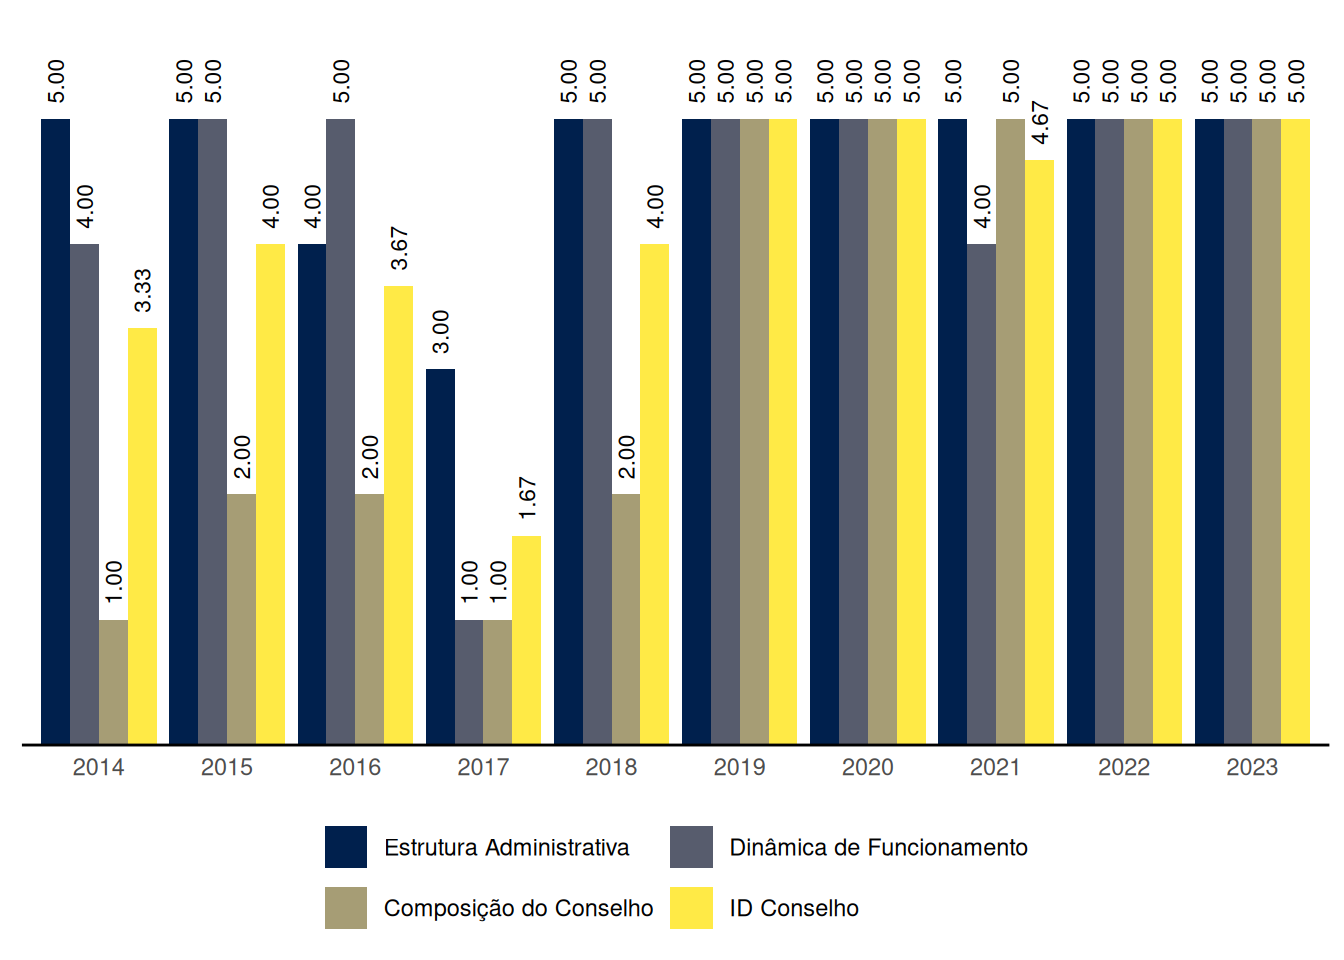 5.00 4.00 1.00 3.33 5.00 5.00 2.00 4.00 4.00 5.00 2.00 3.67 3.00 1.00 1.00 1.67 5.00 5.00 2.00 4.00 5.00 5.00 5.00 5.00 5.00 5.00 5.00 5.00 5.00 4.00 5.00 4.67 5.00 5.00 5.00 5.00 5.00 5.00 5.00 5.00
2014 2015 2016 2017 2018 2019 2020 2021 2022 2023
Estrutura Administrativa Dinâmica de Funcionamento
Composição do Conselho ID Conselho